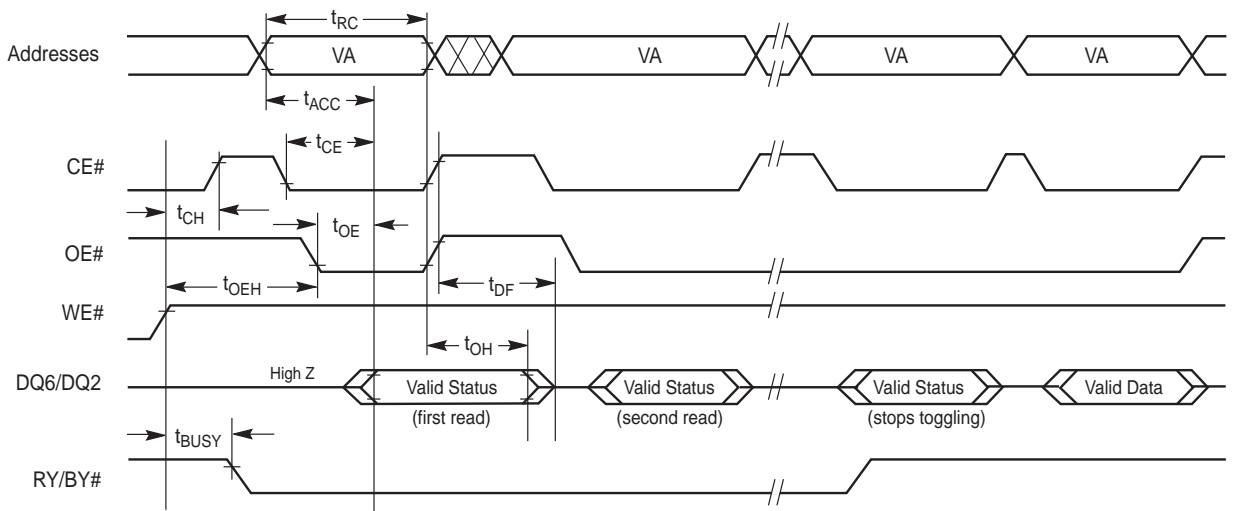 tRC
Addresses VA VA VA VA
tACC
tCE
CE#
tCH tOE
OE#
tOEH tDF
WE#
tOH
High Z
DQ6/DQ2 Valid Status Valid Status Valid Status Valid Data
(first read) (second read) (stops toggling)
tBUSY
RY/BY#